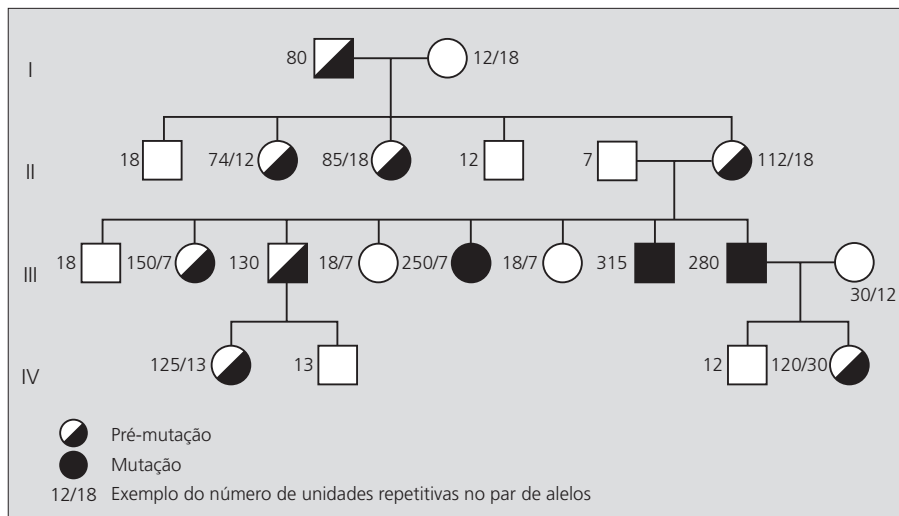 I 80 12/18
II 18 74/12 85/18 12 7 112/18
III 18 150/7 130 18/7 250/7 18/7 315 280
30/12
IV 125/13 13 12 120/30
Pré-mutação
Mutação
12/18 Exemplo do número de unidades repetitivas no par de alelos